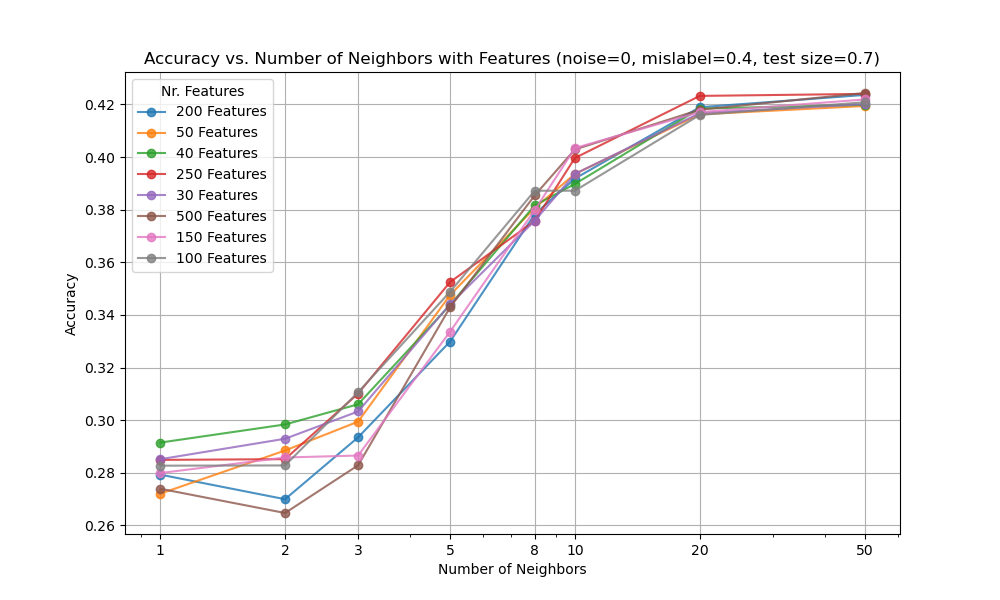 Accuracy vs. Number of Neighbors with Features (noise=0, mislabel=0.4, test size=0.7)
Nr. Features
200 Features
50 Features
40 Features
250 Features
30 Features
500 Features
150 Features
100 Features
Accuracy
0.42
0.40
0.38
0.36
0.34
0.32
0.30
0.28
0.26
1 2 3 5 8 10 20 50
Number of Neighbors